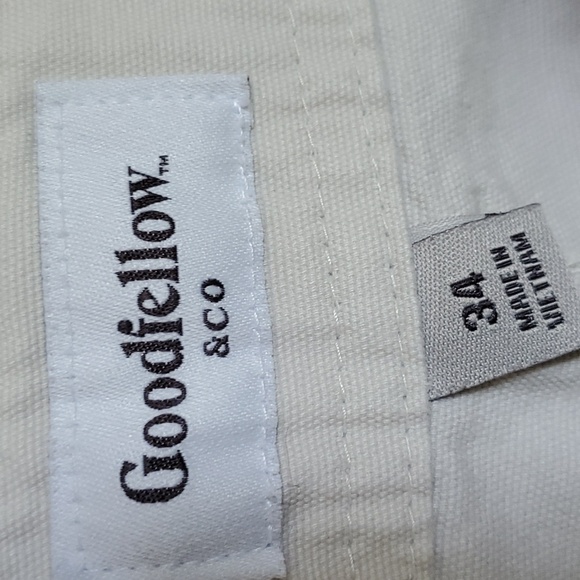 Goodfellow™
& CO
34
MADE IN
VIETNAM